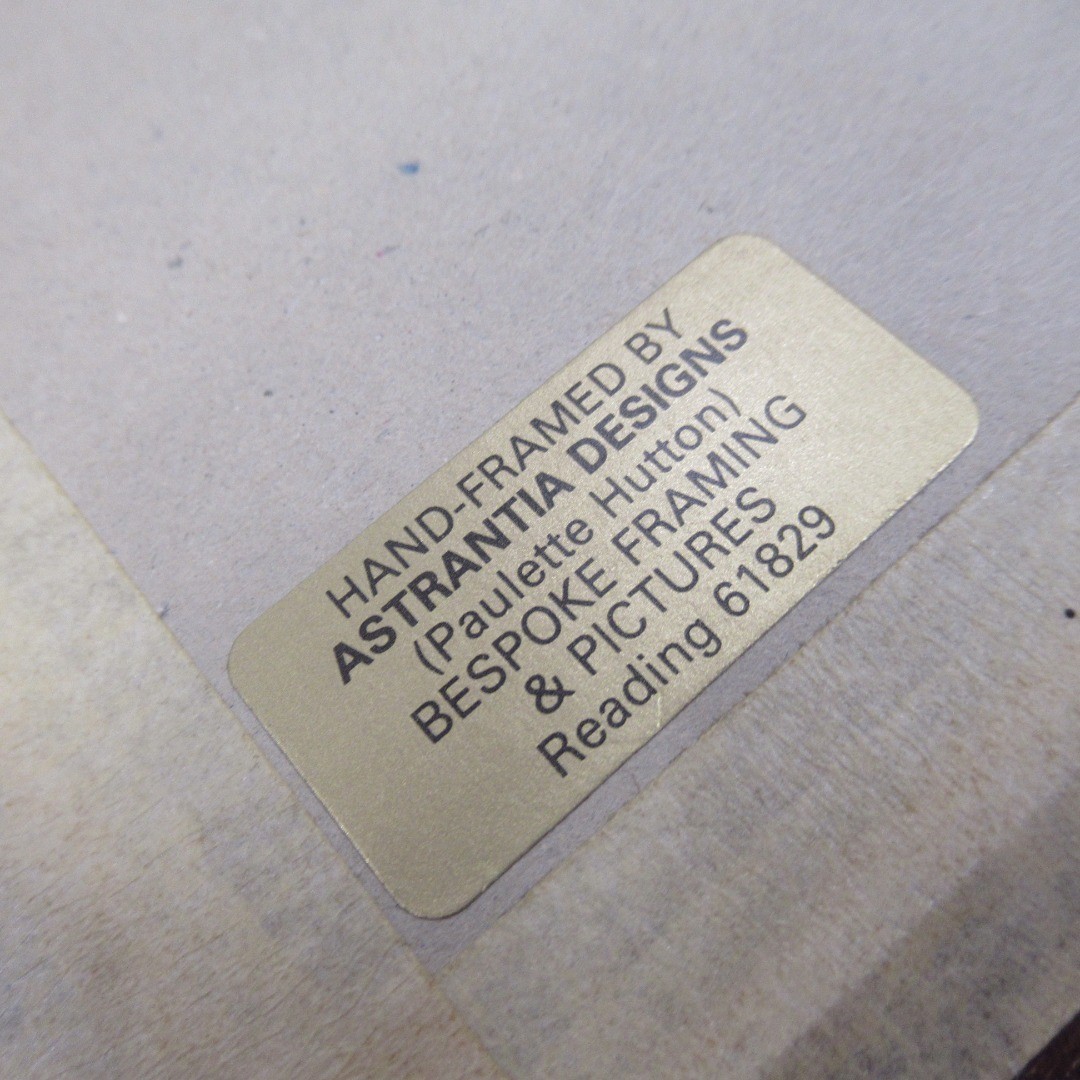 HAND-FRAMED BY
ASTRANTIA DESIGNS
(Paulette Hutton)
BESPOKE FRAMING
& PICTURES
Reading 61829